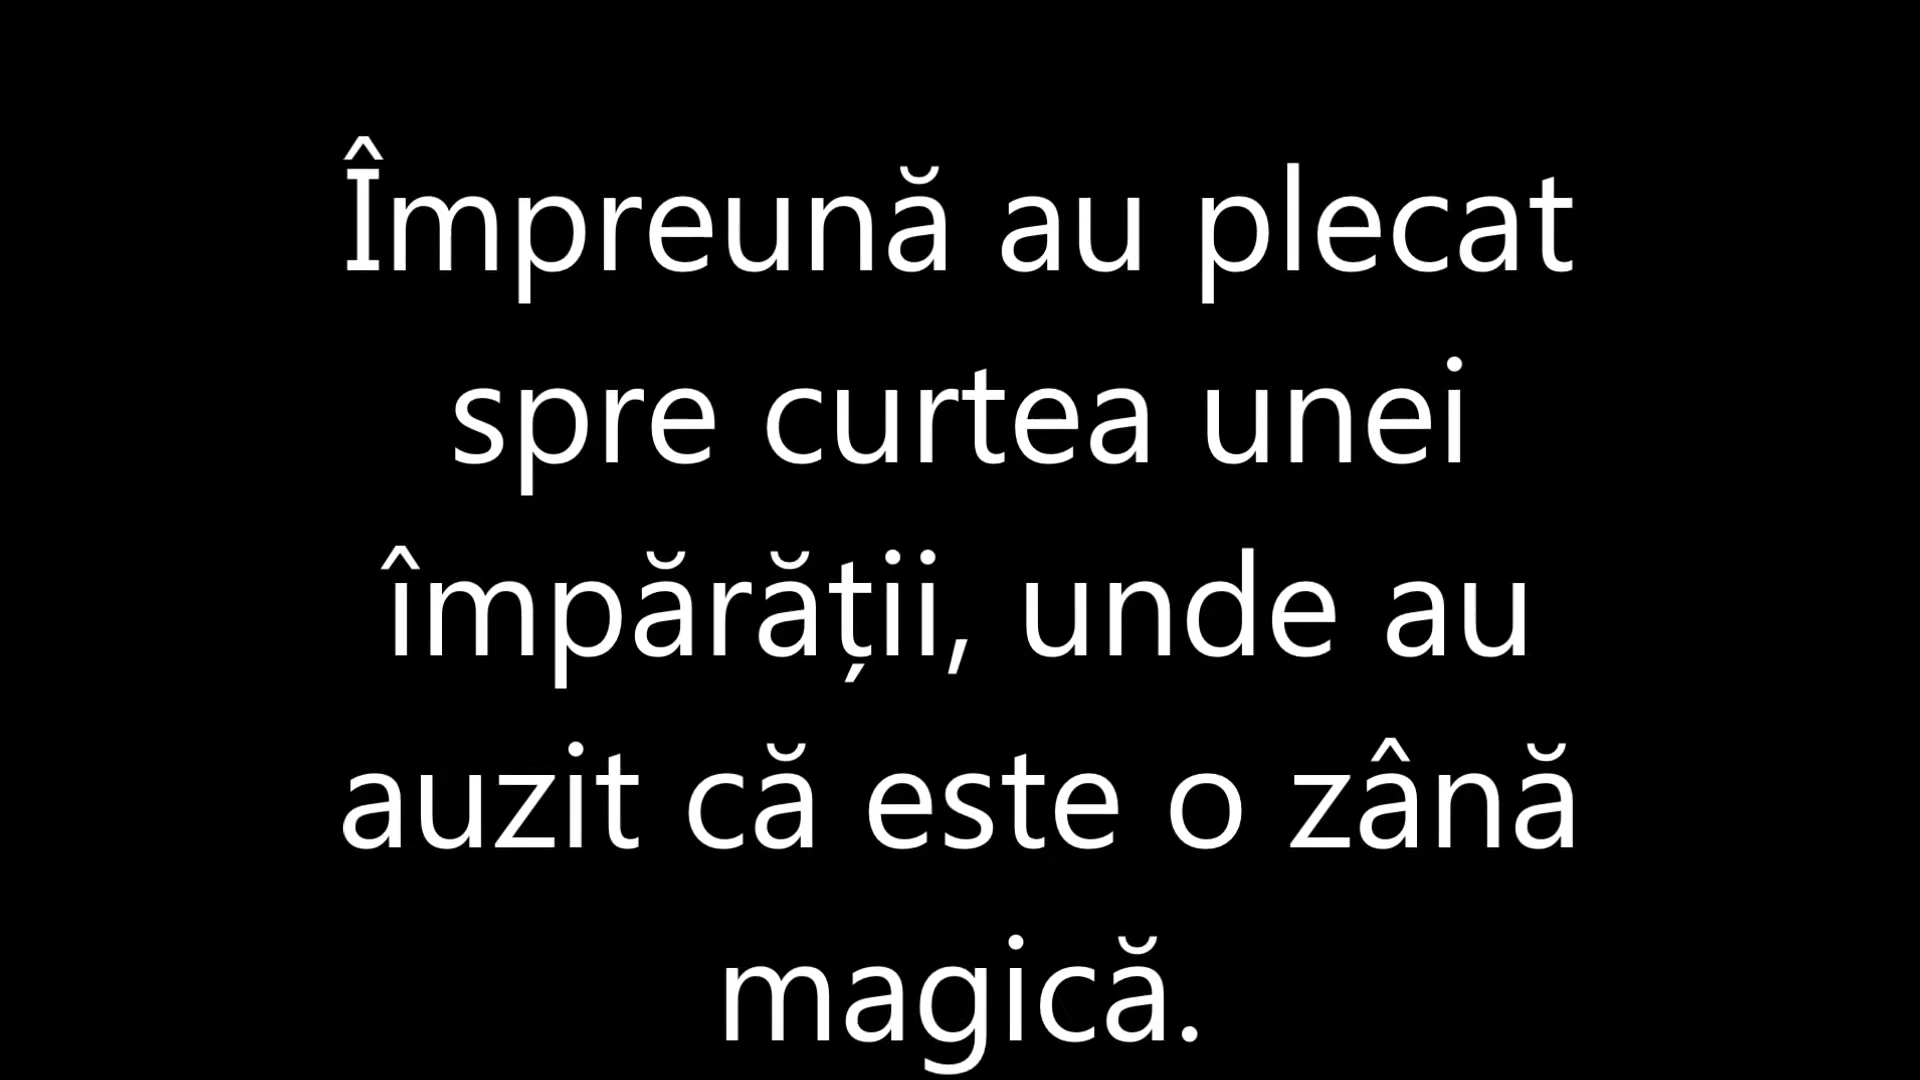 Împreună au plecat
spre curtea unei
împărății, unde au
auzit că este o zână
magică.